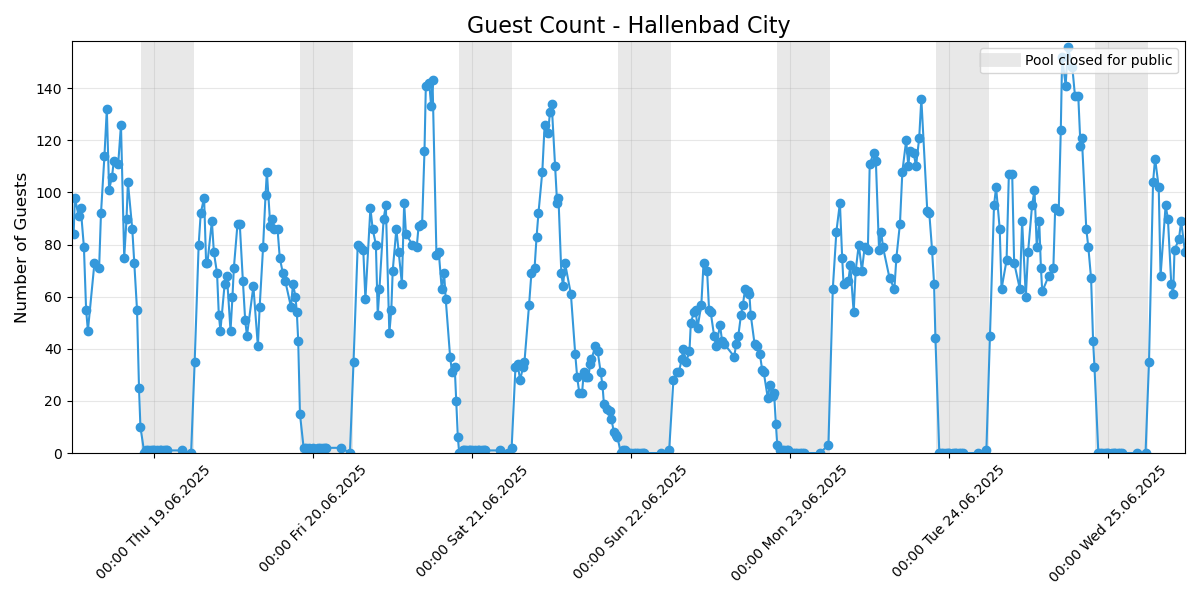 Guest Count - Hallenbad City
Pool closed for public
Number of Guests
140
120
100
80
60
40
20
0
00:00 Thu 19.06.2025
00:00 Fri 20.06.2025
00:00 Sat 21.06.2025
00:00 Sun 22.06.2025
00:00 Mon 23.06.2025
00:00 Tue 24.06.2025
00:00 Wed 25.06.2025